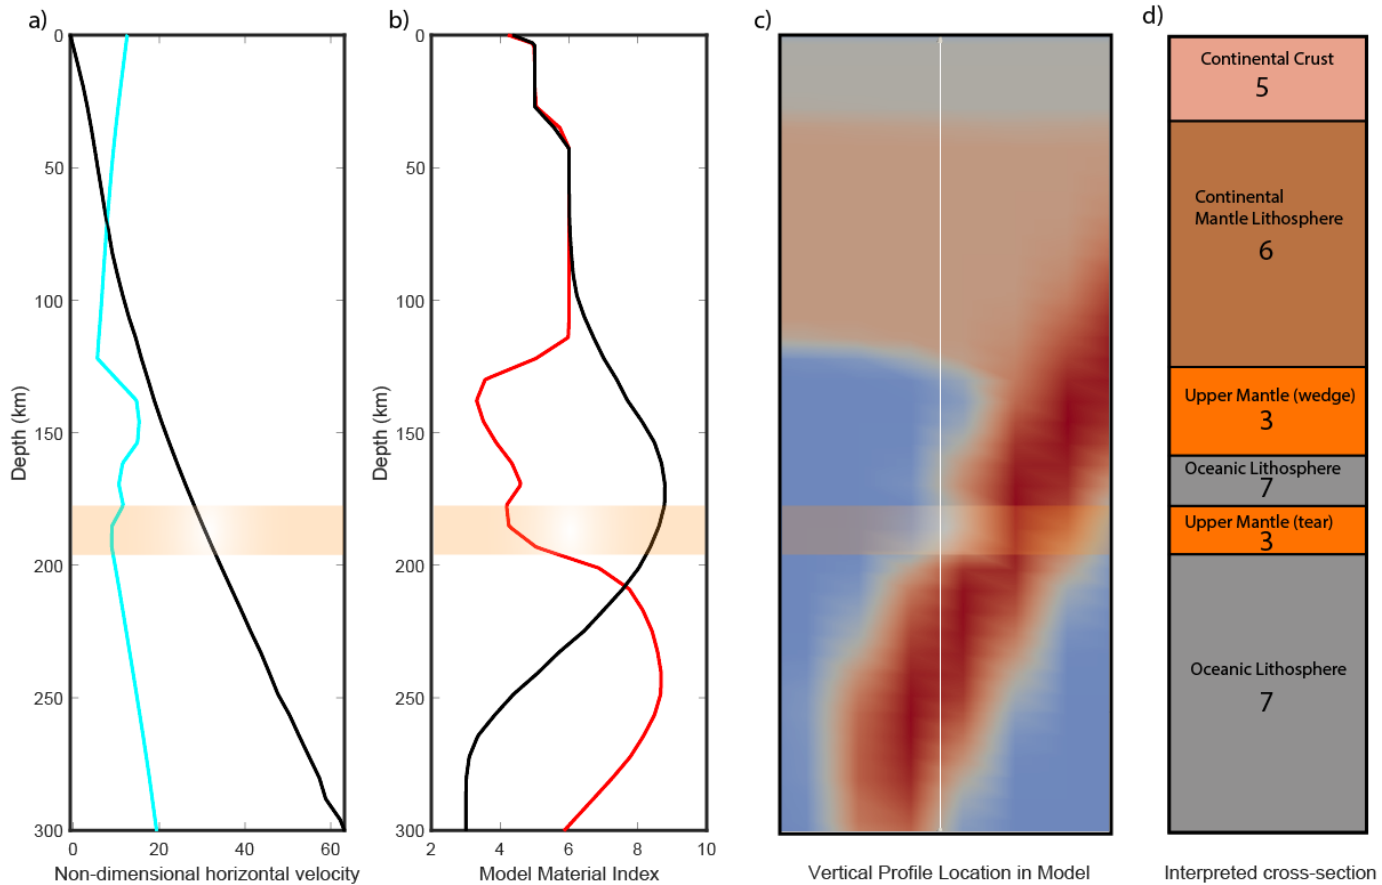 a)
b)
c)
d)
0
50
100
150
200
250
300
Depth (km)
0
20
40
60
Non-dimensional horizontal velocity
0
50
100
150
200
250
300
Depth (km)
2
4
6
8
10
Model Material Index
Vertical Profile Location in Model
Continental Crust
5
Continental
Mantle Lithosphere
6
Upper Mantle (wedge)
3
Oceanic Lithosphere
7
Upper Mantle (tear)
3
Oceanic Lithosphere
7
Interpreted cross-section